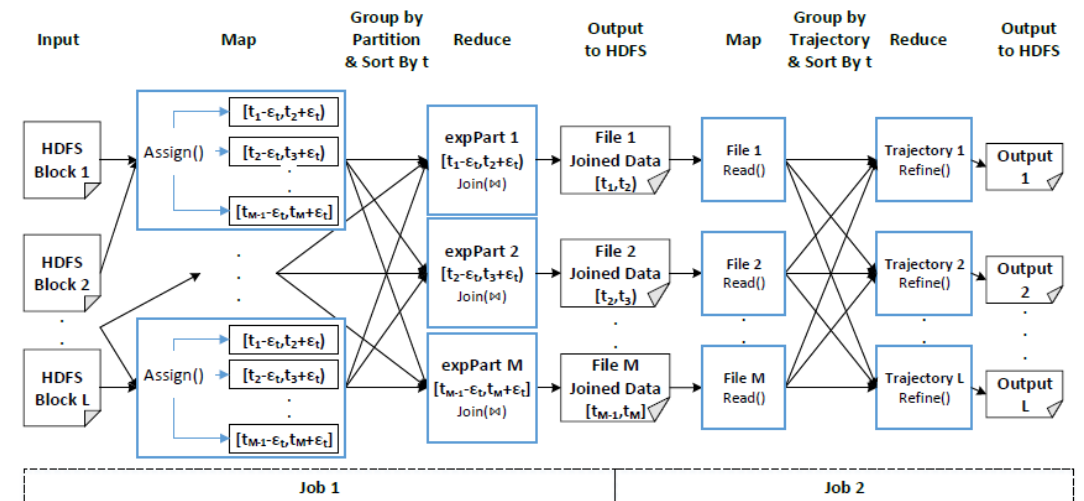 Input
Map
Group by
Partition
& Sort By t
Reduce
Output
to HDFS
Map
Group by
Trajectory
& Sort By t
Reduce
Output
to HDFS
HDFS
Block 1
HDFS
Block 2
.
.
HDFS
Block L
Assign()
[t₁-εₜ,t₂+εₜ)
[t₂-εₜ,t₃+εₜ)
.
.
[tM-1-εₜ,tM+εₜ]
.
.
.
.
Assign()
[t₁-εₜ,t₂+εₜ)
[t₂-εₜ,t₃+εₜ)
.
.
.
[tM-1-εₜ,tM+εₜ]
expPart 1
[t₁-εₜ,t₂+εₜ)
Join(⋈)
expPart 2
[t₂-εₜ,t₃+εₜ)
Join(⋈)
expPart M
[tM-1-εₜ,tM+εₜ]
Join(⋈)
File 1
Joined Data
[t₁,t₂)
File 2
Joined Data
[t₂,t₃)
.
.
File M
Joined Data
[tM-1,tM]
File 1
Read()
File 2
Read()
.
.
File M
Read()
Trajectory 1
Refine()
Trajectory 2
Refine()
.
.
Trajectory L
Refine()
Output
1
Output
2
.
.
.
Output
L
Job 1
Job 2